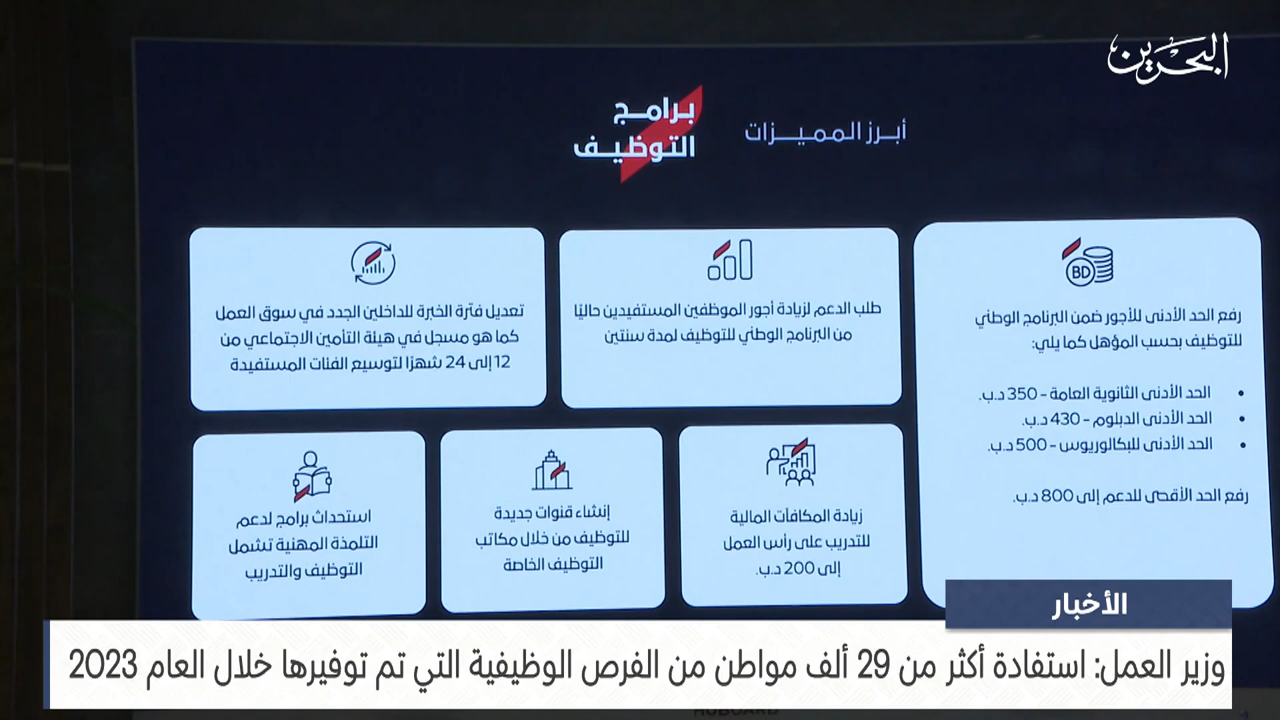 البحرين
أبرز المميزات
برامج
التوظيف
BD
رفع الحد الأدنى للأجور ضمن البرنامج الوطني
للتوظيف بحسب المؤهل كما يلي:
• الحد الأدنى الثانوية العامة - 350 د.ب.
• الحد الأدنى الدبلوم - 430 د.ب.
• الحد الأدنى للبكالوريوس - 500 د.ب.
رفع الحد الأقصى للدعم إلى 800 د.ب.
طلب الدعم لزيادة أجور الموظفين المستفيدين حاليًا
من البرنامج الوطني للتوظيف لمدة سنتين
تعديل فترة الخبرة للداخلين الجدد في سوق العمل
كما هو مسجل في هيئة التأمين الاجتماعي من
12 إلى 24 شهرًا لتوسيع الفئات المستفيدة
زيادة المكافآت المالية
للتدريب على رأس العمل
إلى 200 د.ب.
إنشاء قنوات جديدة
للتوظيف من خلال مكاتب
التوظيف الخاصة
استحداث برامج لدعم
التلمذة المهنية تشمل
التوظيف والتدريب
الأخبار
وزير العمل: استفادة أكثر من 29 ألف مواطن من الفرص الوظيفية التي تم توفيرها خلال العام 2023